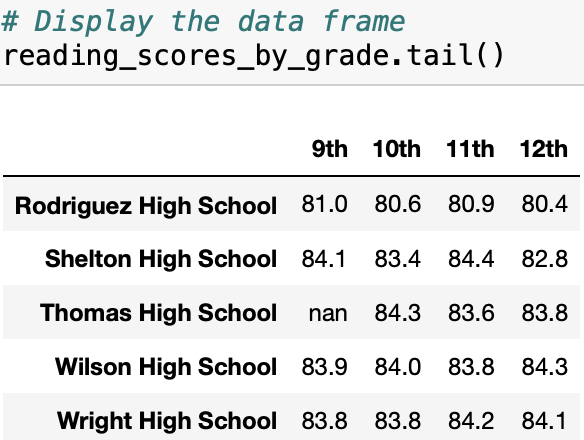 # Display the data frame
reading_scores_by_grade.tail()
9th 10th 11th 12th
Rodriguez High School 81.0 80.6 80.9 80.4
Shelton High School 84.1 83.4 84.4 82.8
Thomas High School nan 84.3 83.6 83.8
Wilson High School 83.9 84.0 83.8 84.3
Wright High School 83.8 83.8 84.2 84.1